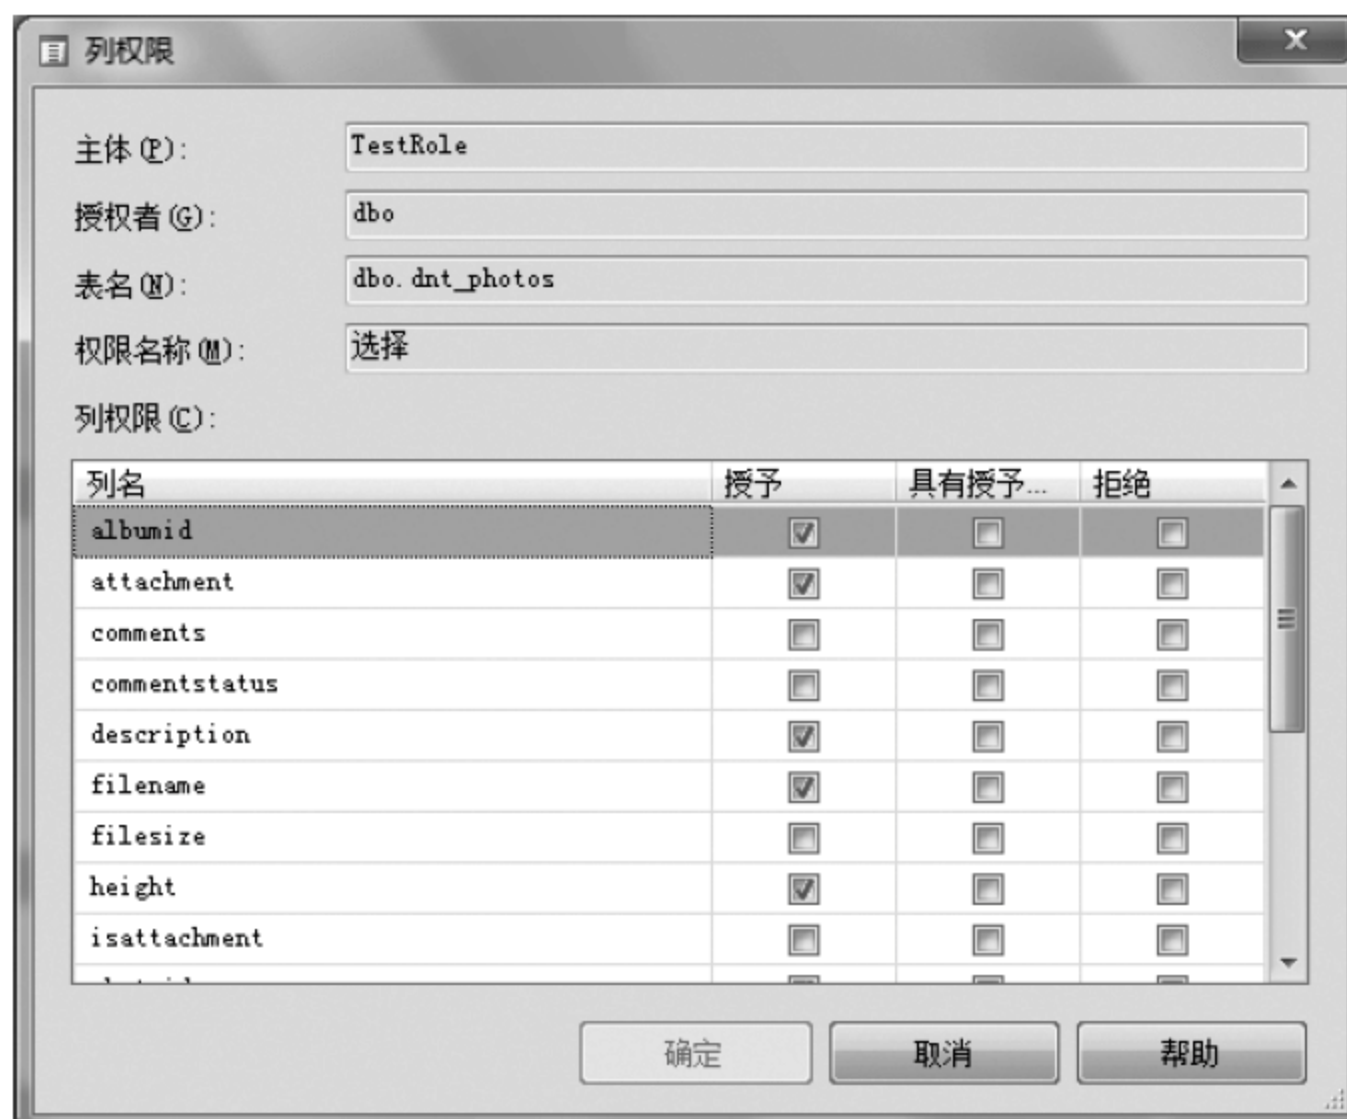 列权限
主体(P): TestRole
授权者(G): dbo
表名(N): dbo.dnt_photos
权限名称(M): 选择
列权限(C):
列名 授予 具有授予... 拒绝
albumid
attachment
comments
commentstatus
description
filename
filesize
height
isattachment
确定 取消 帮助